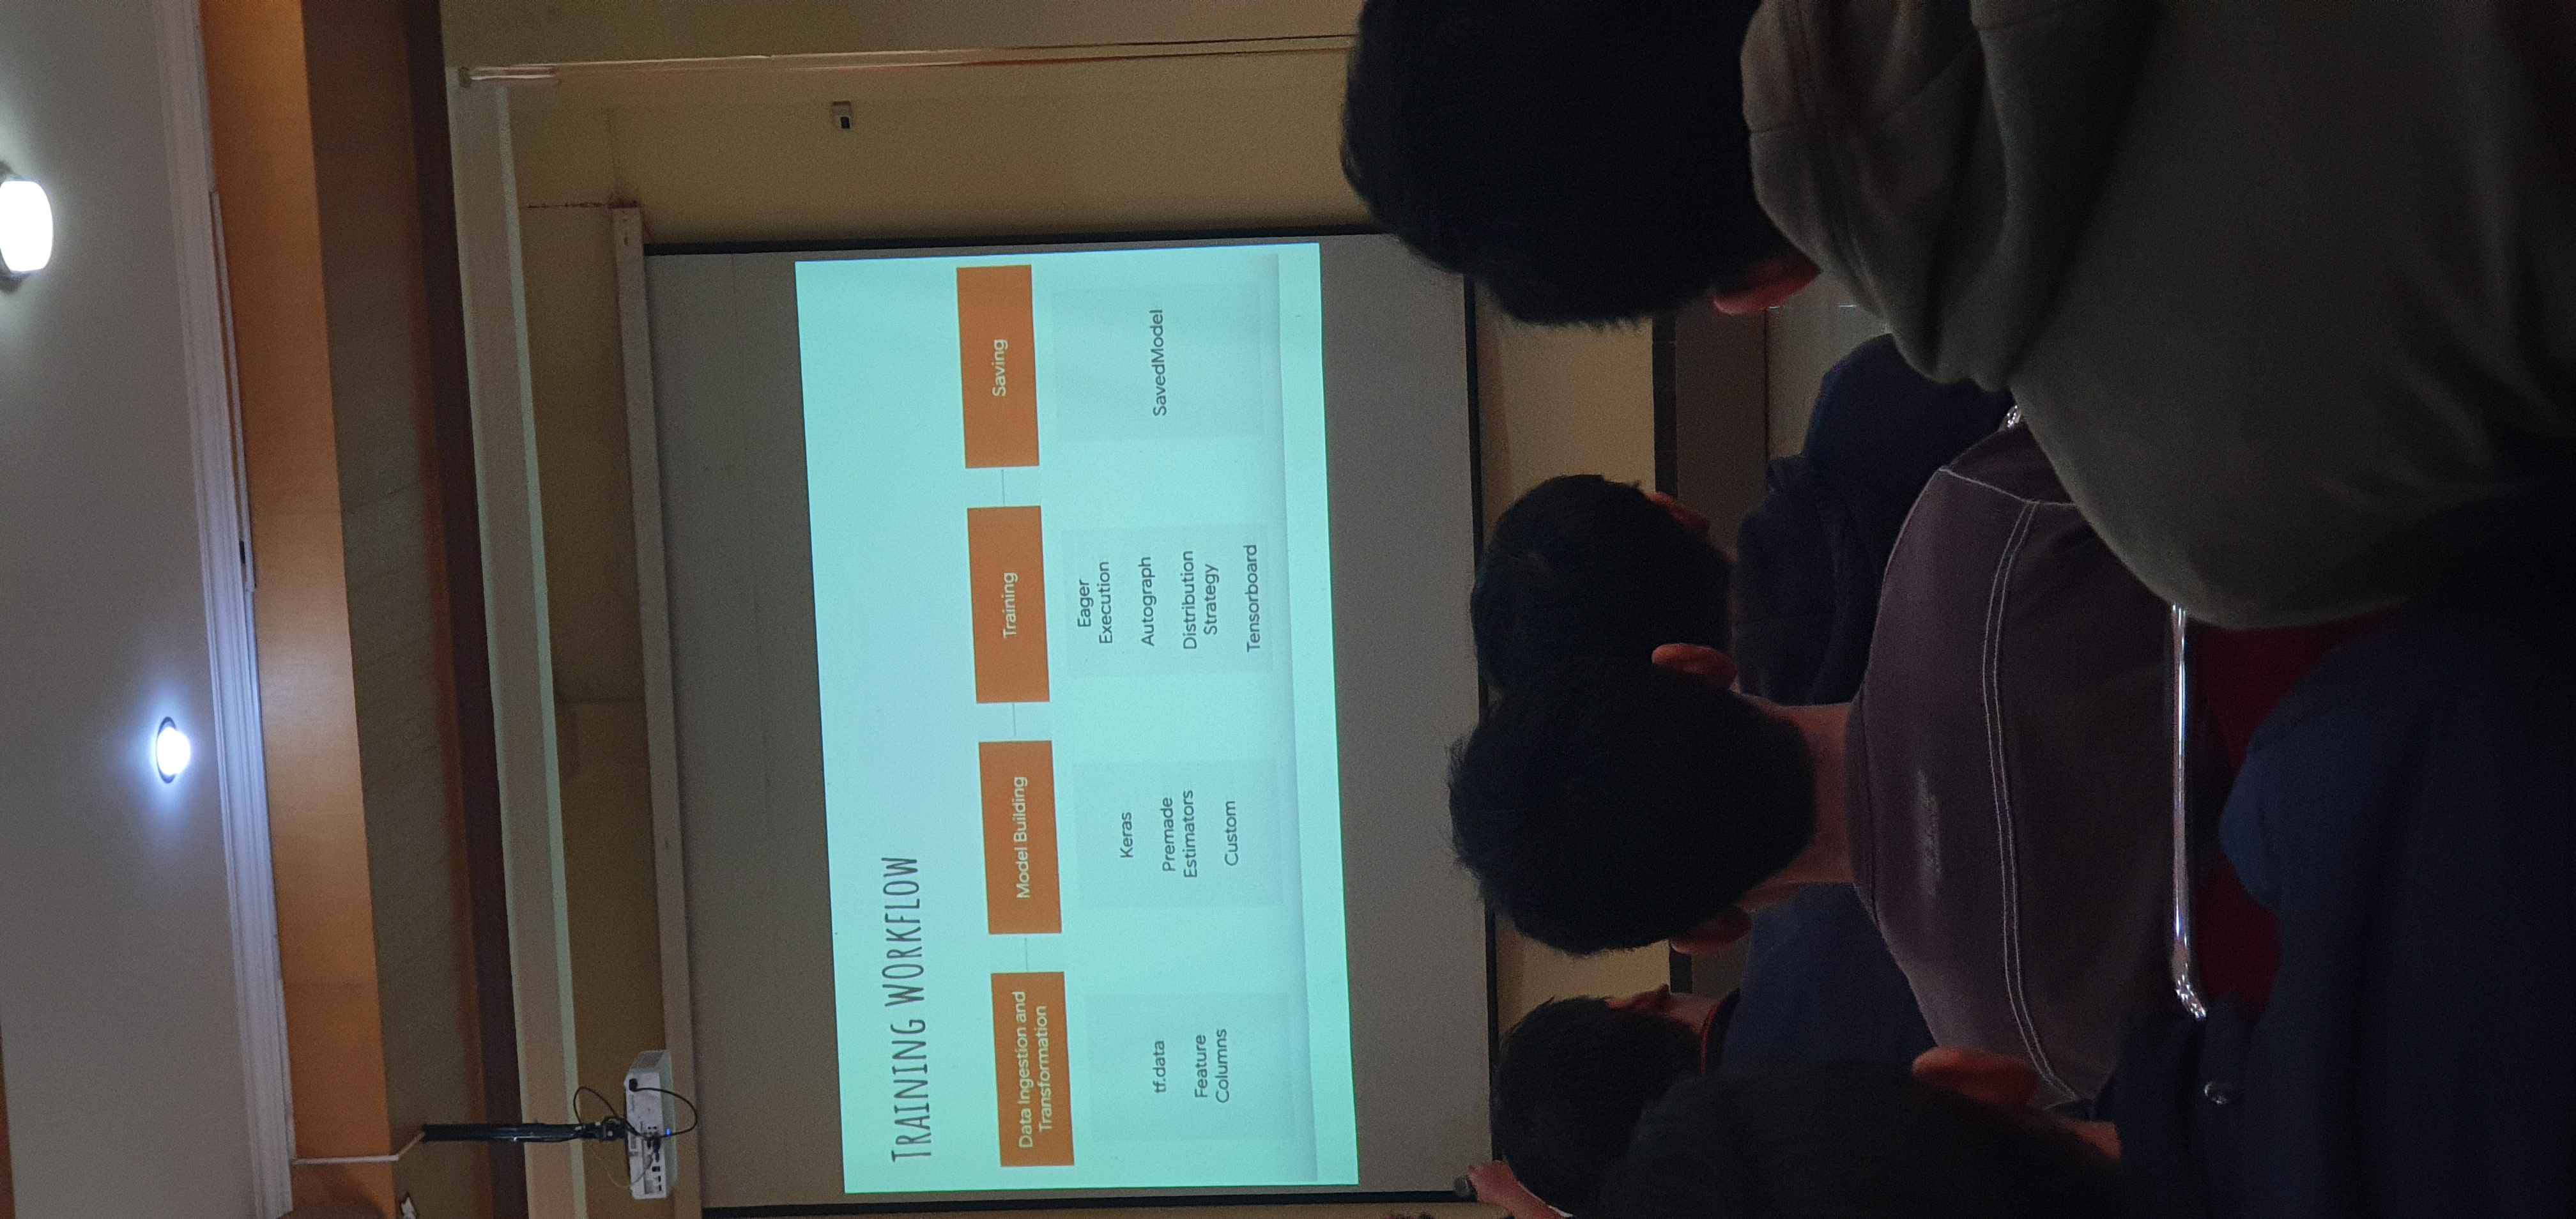 TRAINING WORKFLOW
Data Ingestion and
Transformation
tf.data
Feature
Columns
Model Building
Keras
Premade
Estimators
Custom
Training
Eager
Execution
Autograph
Distribution
Strategy
Tensorboard
Saving
SavedModel